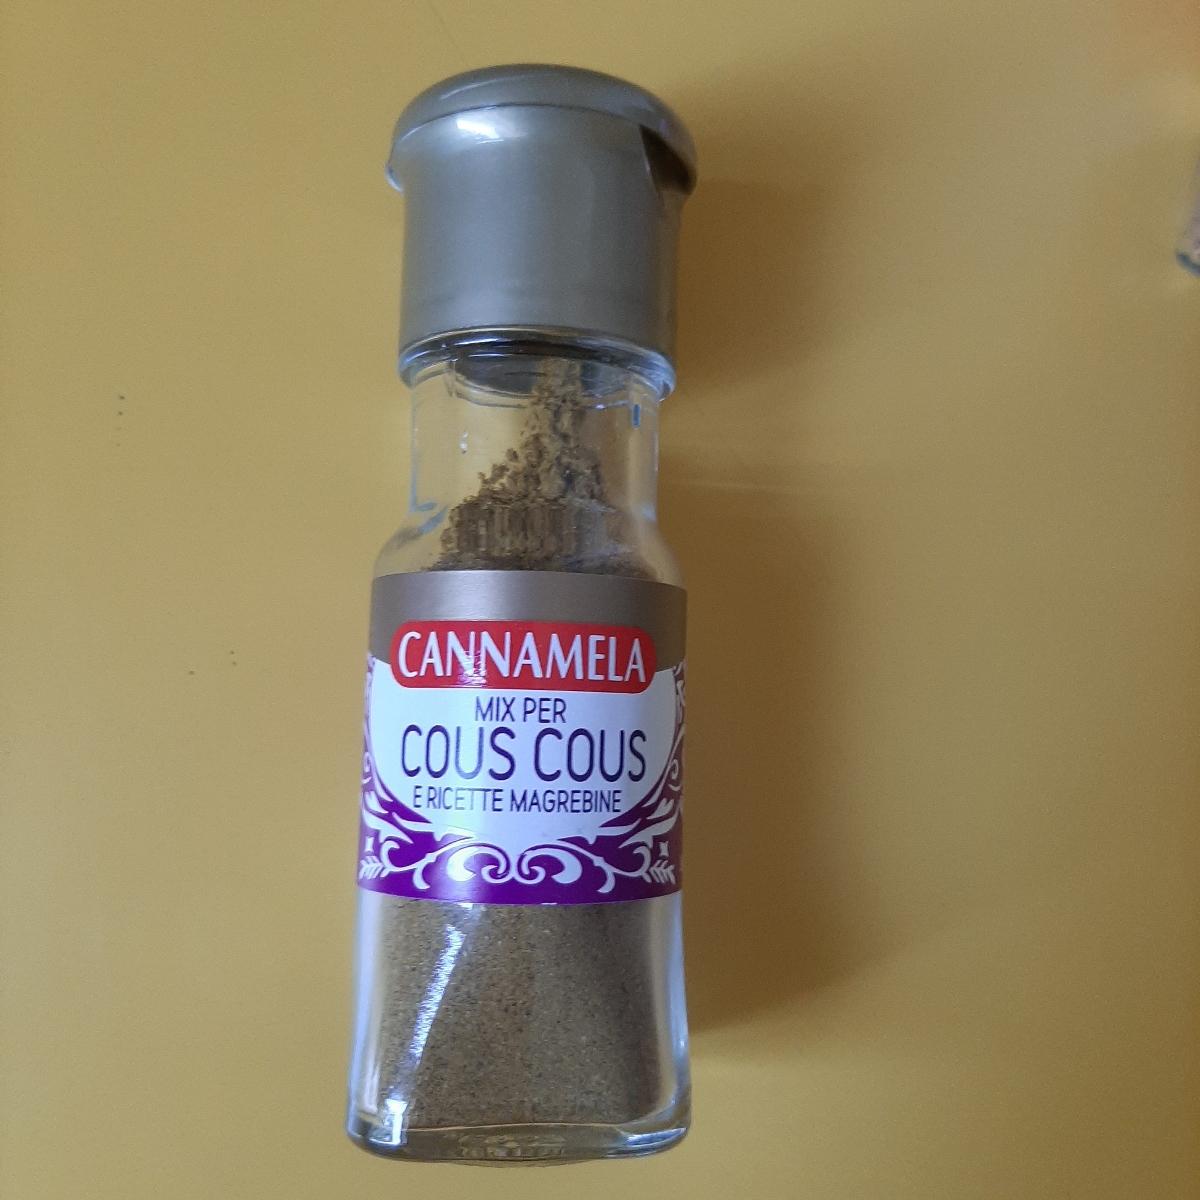 CANNAMELA
MIX PER
COUS COUS
E RICETTE MAGREBINE